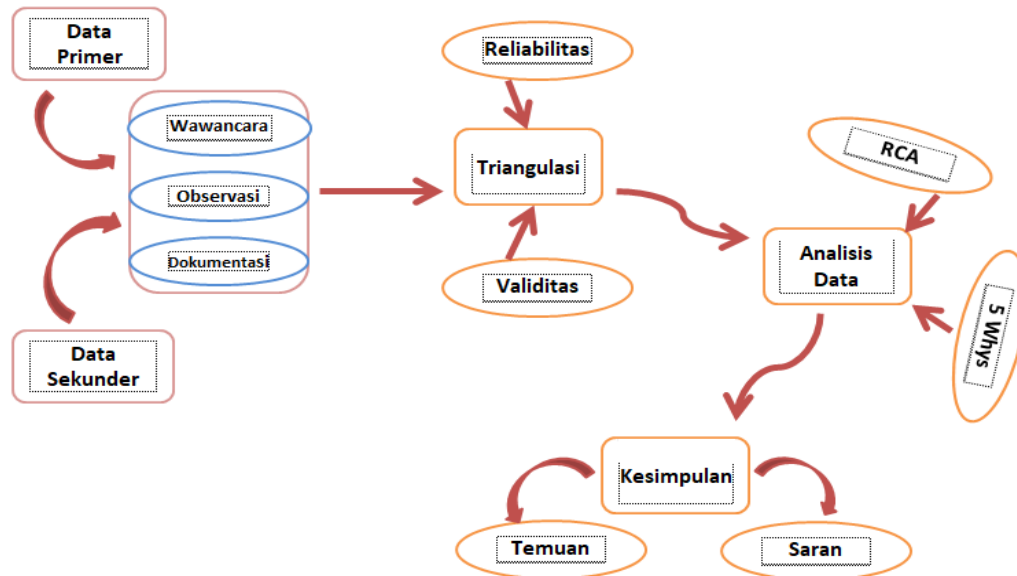 Data
Primer
Wawancara
Observasi
Dokumentasi
Data
Sekunder
Reliabilitas
Triangulasi
Validitas
RCA
Analisis
Data
5 Whys
Kesimpulan
Temuan
Saran